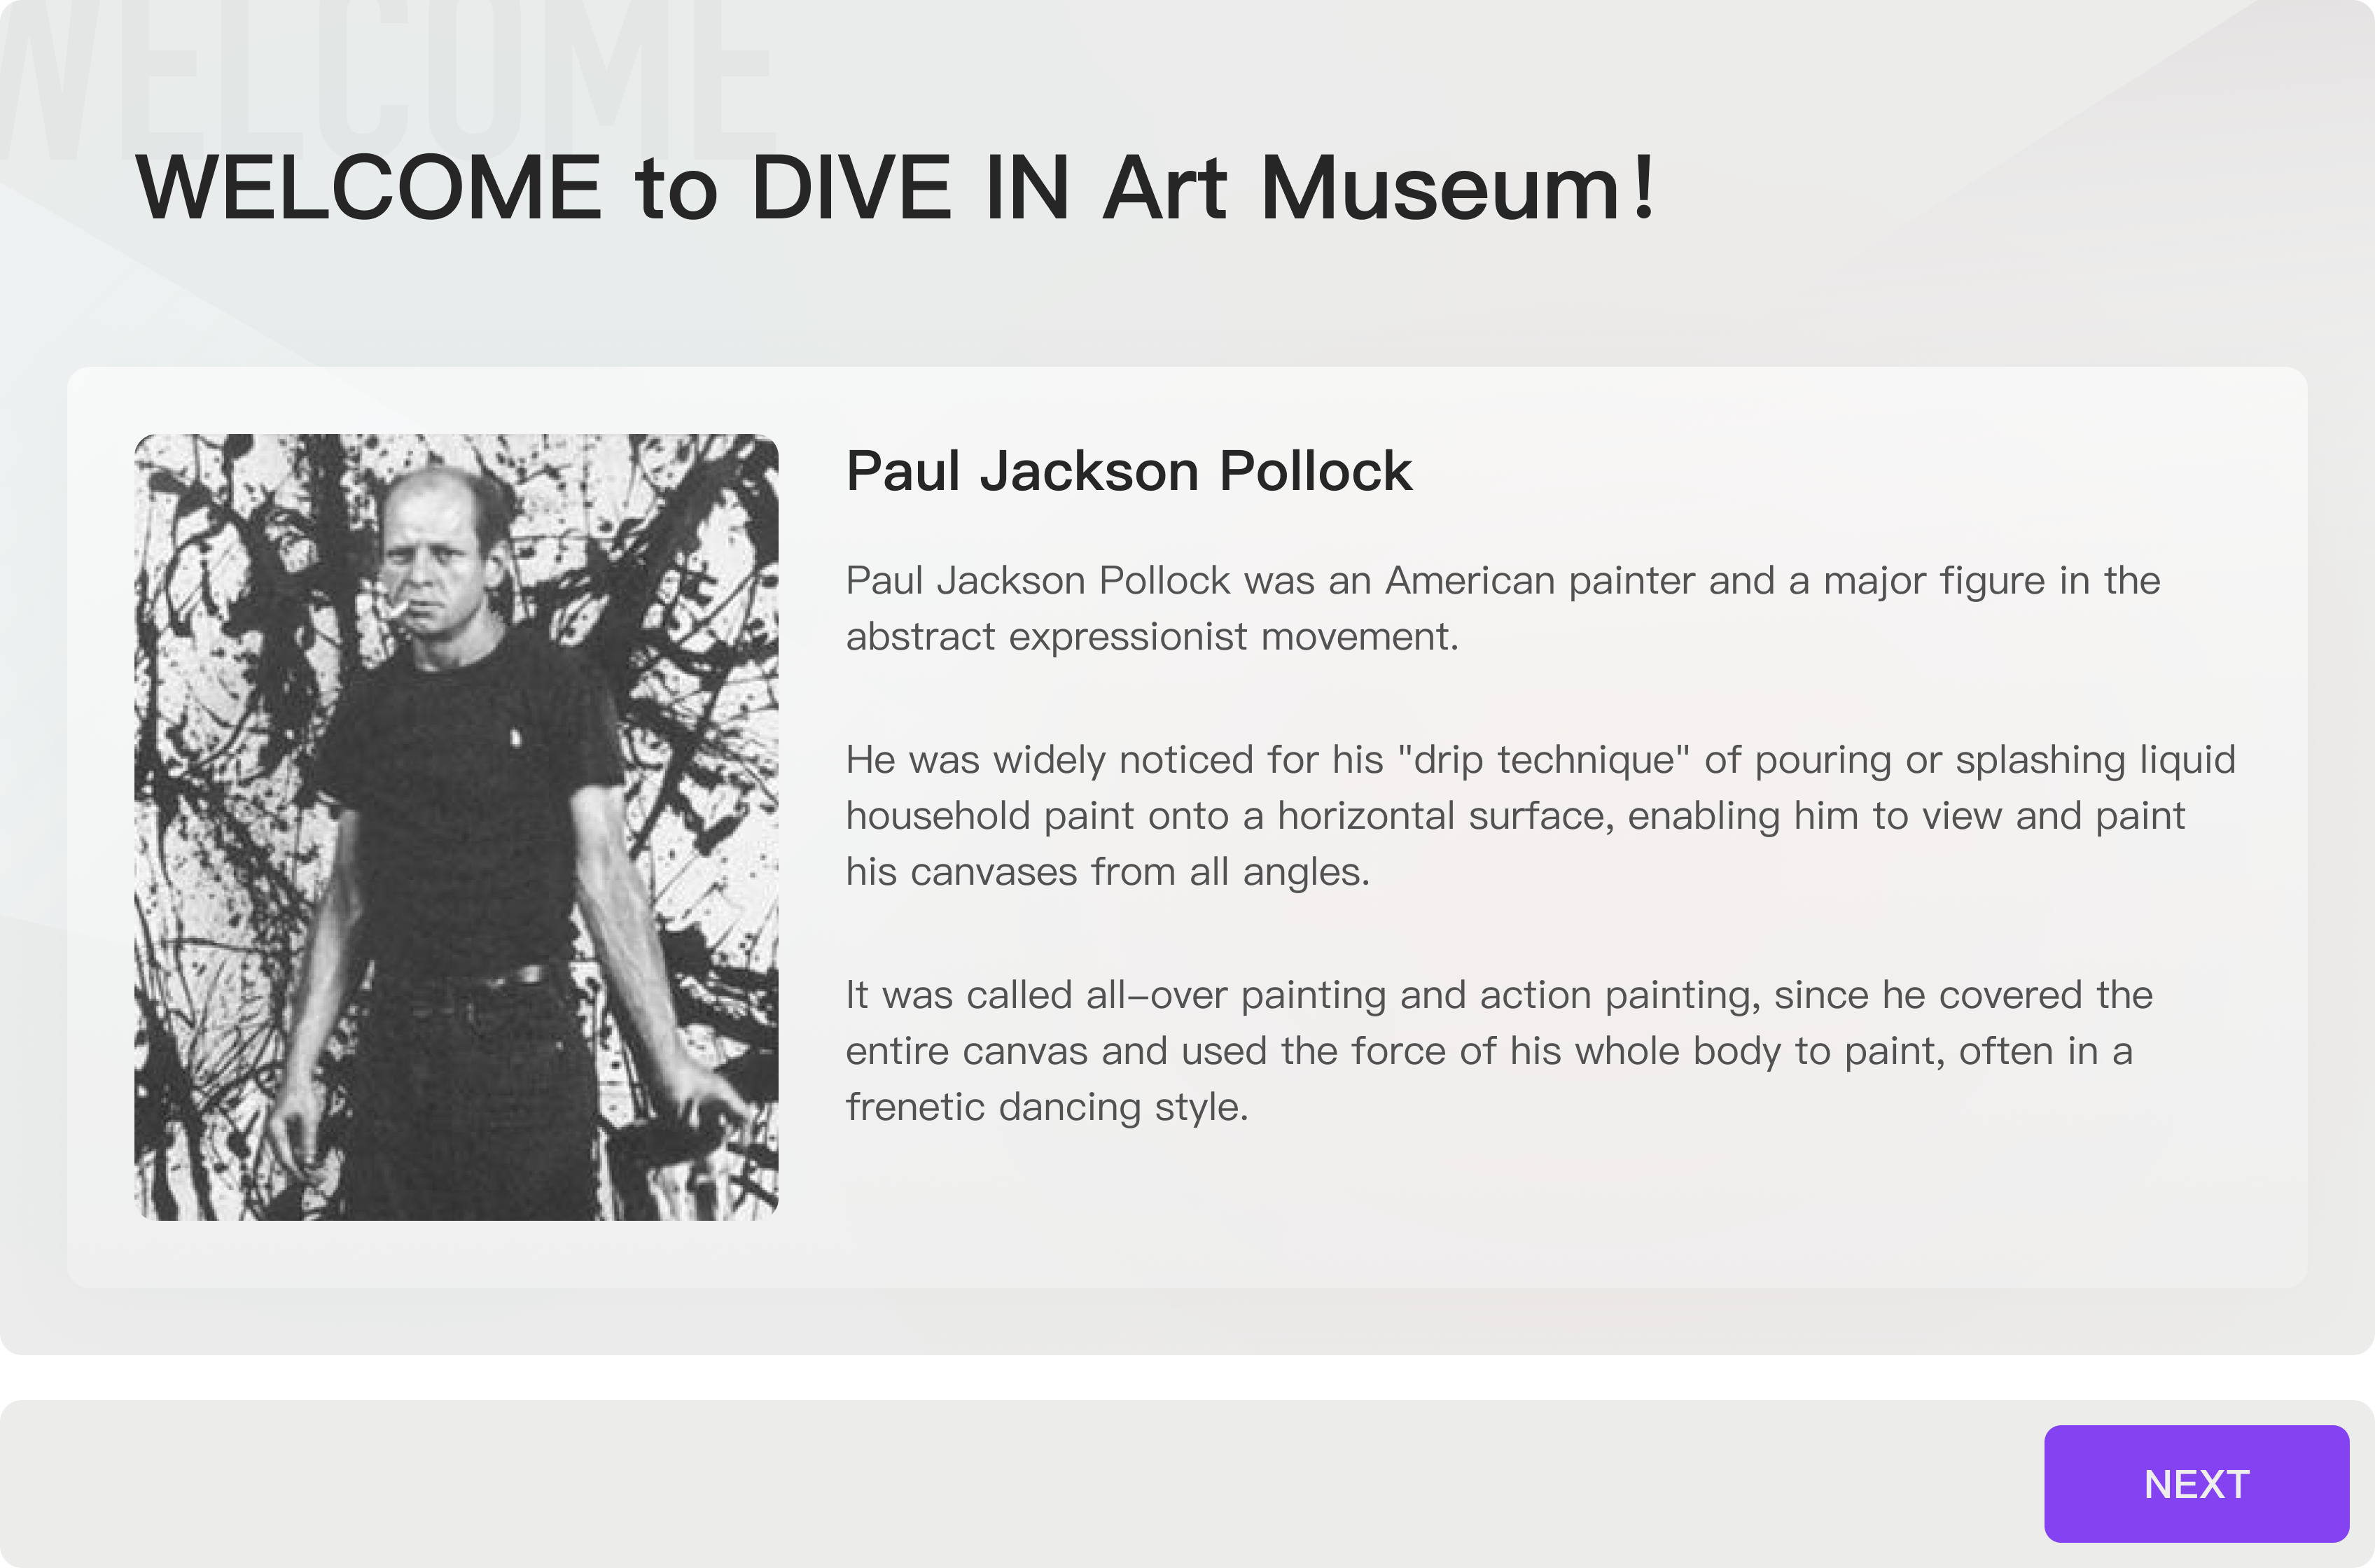 WELCOME
WELCOME to DIVE IN Art Museum!
Paul Jackson Pollock
Paul Jackson Pollock was an American painter and a major figure in the
abstract expressionist movement.
He was widely noticed for his "drip technique" of pouring or splashing liquid
household paint onto a horizontal surface, enabling him to view and paint
his canvases from all angles.
It was called all–over painting and action painting, since he covered the
entire canvas and used the force of his whole body to paint, often in a
frenetic dancing style.
NEXT